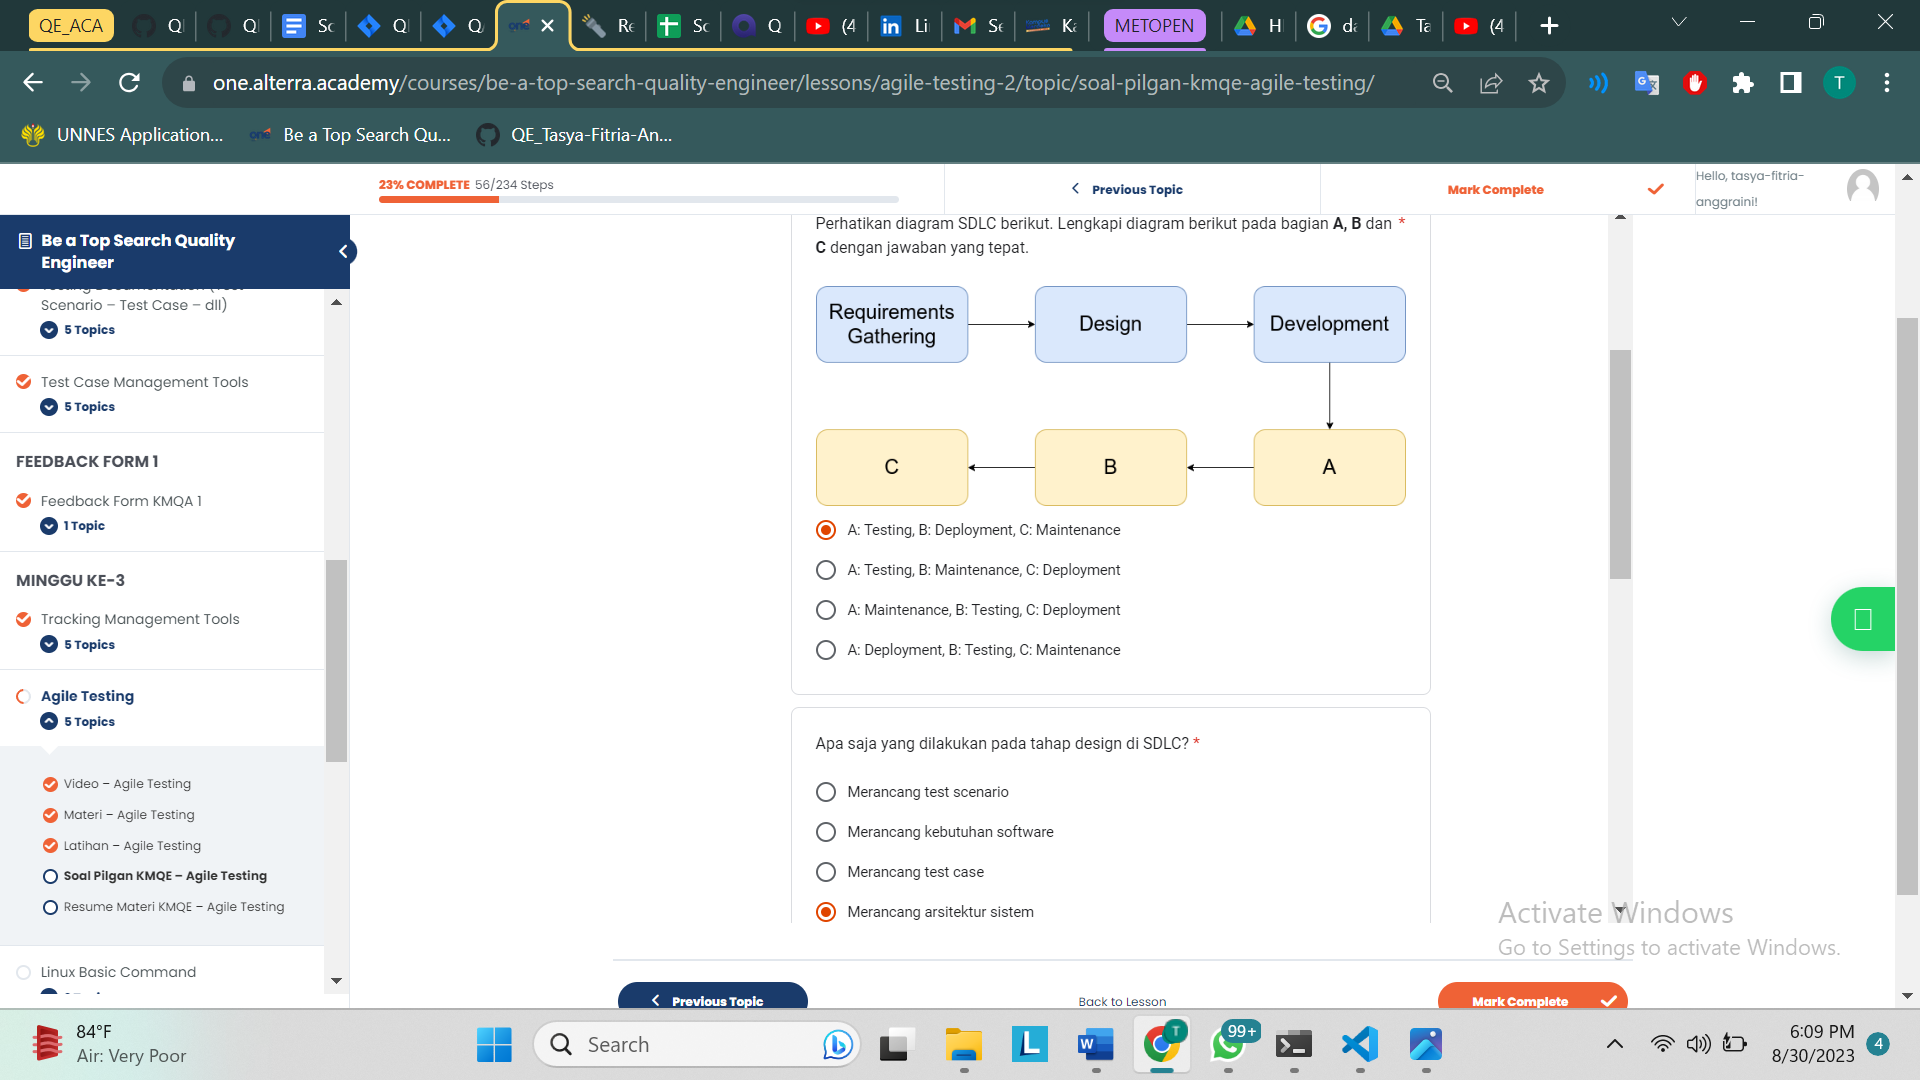 QE_ACA
Q
Q
Sc
Q
Q
one
Re
Sc
Q
(4
Li
Se
Ka
METOPEN
H
da
Ta
(4
one.alterra.academy/courses/be-a-top-search-quality-engineer/lessons/agile-testing-2/topic/soal-pilgan-kmqe-agile-testing/
T
UNNES Application...
one
Be a Top Search Qu...
QE_Tasya-Fitria-An...
23% COMPLETE 56/234 Steps
Previous Topic
Mark Complete
Hello, tasya-fitria-
anggraini!
Be a Top Search Quality
Engineer
Scenario – Test Case – dll)
5 Topics
Test Case Management Tools
5 Topics
FEEDBACK FORM 1
Feedback Form KMQA 1
1 Topic
MINGGU KE-3
Tracking Management Tools
5 Topics
Agile Testing
5 Topics
Video – Agile Testing
Materi – Agile Testing
Latihan – Agile Testing
Soal Pilgan KMQE – Agile Testing
Resume Materi KMQE – Agile Testing
Linux Basic Command
Perhatikan diagram SDLC berikut. Lengkapi diagram berikut pada bagian A, B dan *
C dengan jawaban yang tepat.
Requirements
Gathering
Design
Development
C
B
A
A: Testing, B: Deployment, C: Maintenance
A: Testing, B: Maintenance, C: Deployment
A: Maintenance, B: Testing, C: Deployment
A: Deployment, B: Testing, C: Maintenance
Apa saja yang dilakukan pada tahap design di SDLC? *
Merancang test scenario
Merancang kebutuhan software
Merancang test case
Merancang arsitektur sistem
Activate Windows
Go to Settings to activate Windows.
Previous Topic
Back to Lesson
Mark Complete
84°F
Air: Very Poor
Search
L
W
T
99+
6:09 PM
8/30/2023
4